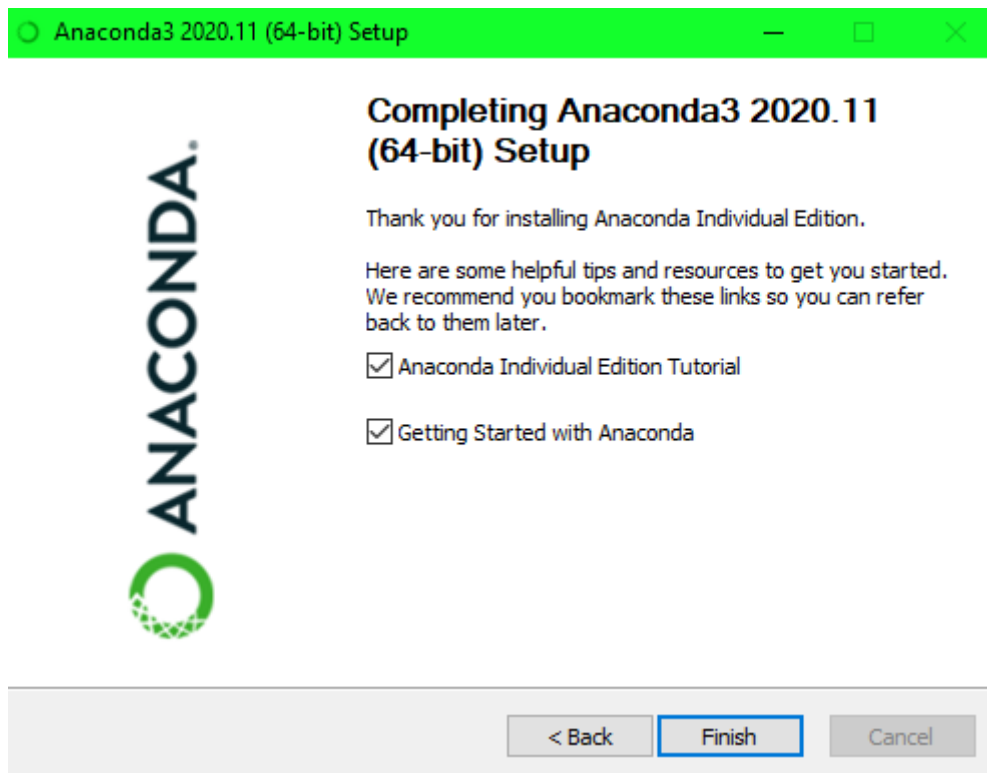 Anaconda3 2020.11 (64-bit) Setup
Completing Anaconda3 2020.11
(64-bit) Setup
Thank you for installing Anaconda Individual Edition.
Here are some helpful tips and resources to get you started.
We recommend you bookmark these links so you can refer
back to them later.
Anaconda Individual Edition Tutorial
Getting Started with Anaconda
ANACONDA.
< Back
Finish
Cancel